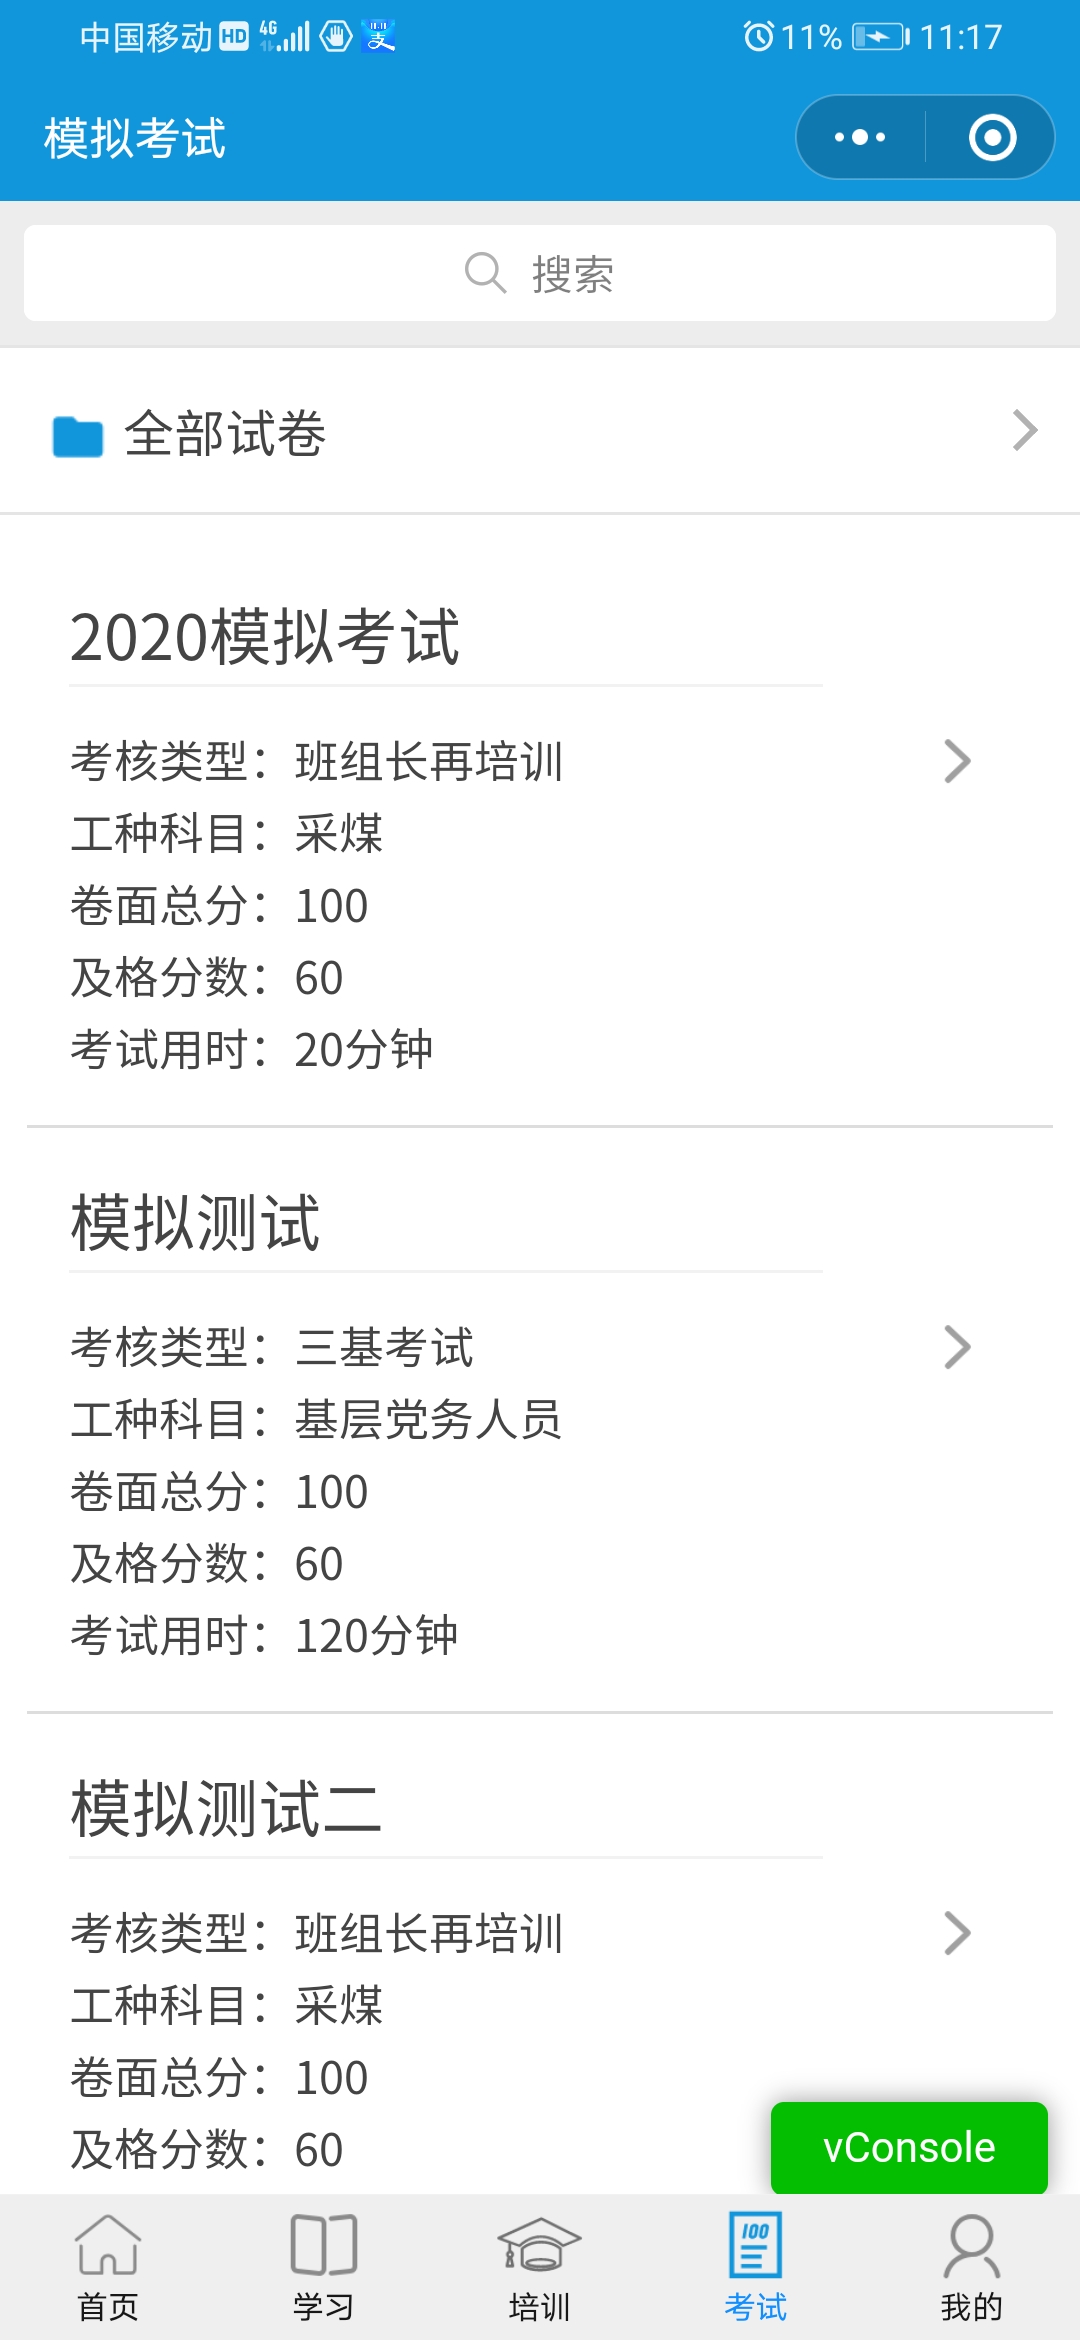 中国移动 HD 4G 支 11% 11:17
模拟考试
搜索
全部试卷
2020模拟考试
考核类型：班组长再培训
工种科目：采煤
卷面总分：100
及格分数：60
考试用时：20分钟
模拟测试
考核类型：三基考试
工种科目：基层党务人员
卷面总分：100
及格分数：60
考试用时：120分钟
模拟测试二
考核类型：班组长再培训
工种科目：采煤
卷面总分：100
及格分数：60
vConsole
100
首页 学习 培训 考试 我的